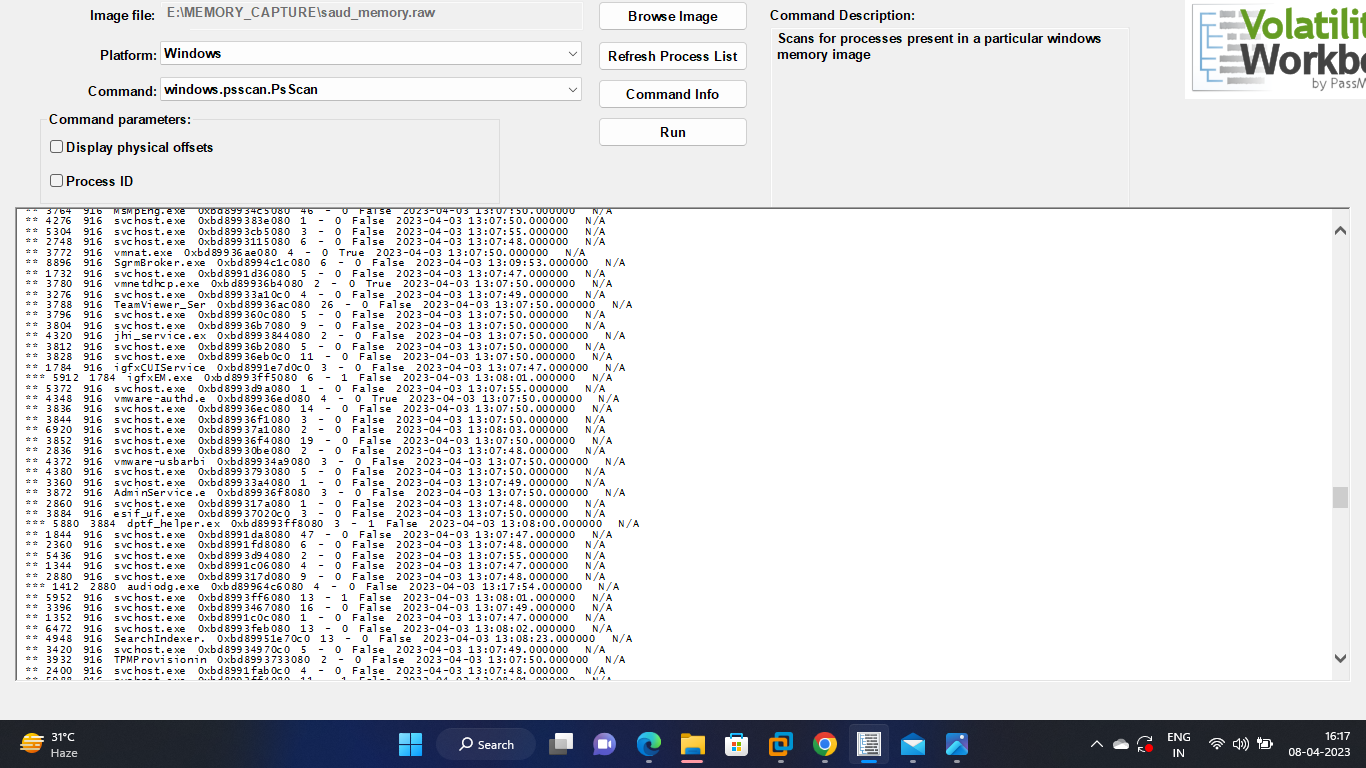 Image file: E:\MEMORY_CAPTURE\saud_memory.raw
Browse Image
Platform: Windows
Refresh Process List
Command: windows.psscan.PsScan
Command Info
Command parameters:
Run
Display physical offsets
Process ID
Command Description:
Scans for processes present in a particular windows
memory image
Volatili
Workbe
by PassM
** 3764 916 MsMpEng.exe 0xbd89934c5080 46 - 0 False 2023-04-03 13:07:50.000000 N/A
** 4276 916 svchost.exe 0xbd899383e080 1 - 0 False 2023-04-03 13:07:50.000000 N/A
** 5304 916 svchost.exe 0xbd8993cb5080 3 - 0 False 2023-04-03 13:07:55.000000 N/A
** 2748 916 svchost.exe 0xbd8993115080 6 - 0 False 2023-04-03 13:07:48.000000 N/A
** 3772 916 vmnat.exe 0xbd89936ae080 4 - 0 True 2023-04-03 13:07:50.000000 N/A
** 8896 916 SgrmBroker.exe 0xbd8994c1c080 6 - 0 False 2023-04-03 13:09:53.000000 N/A
** 1732 916 svchost.exe 0xbd8991d36080 5 - 0 False 2023-04-03 13:07:47.000000 N/A
** 3780 916 vmnetdhcp.exe 0xbd89936b4080 2 - 0 True 2023-04-03 13:07:50.000000 N/A
** 3276 916 svchost.exe 0xbd89933a10c0 4 - 0 False 2023-04-03 13:07:49.000000 N/A
** 3788 916 TeamViewer_Ser 0xbd89936ac080 26 - 0 False 2023-04-03 13:07:50.000000 N/A
** 3796 916 svchost.exe 0xbd899360c080 5 - 0 False 2023-04-03 13:07:50.000000 N/A
** 3804 916 svchost.exe 0xbd89936b7080 9 - 0 False 2023-04-03 13:07:50.000000 N/A
** 4320 916 jhi_service.ex 0xbd8993844080 2 - 0 False 2023-04-03 13:07:50.000000 N/A
** 3812 916 svchost.exe 0xbd89936b2080 5 - 0 False 2023-04-03 13:07:50.000000 N/A
** 3828 916 svchost.exe 0xbd89936eb0c0 11 - 0 False 2023-04-03 13:07:50.000000 N/A
** 1784 916 igfxCUIService 0xbd8991e7d0c0 3 - 0 False 2023-04-03 13:07:47.000000 N/A
*** 5912 1784 igfxEM.exe 0xbd8993ff5080 6 - 1 False 2023-04-03 13:08:01.000000 N/A
** 5372 916 svchost.exe 0xbd8993d9a080 1 - 0 False 2023-04-03 13:07:55.000000 N/A
** 4348 916 vmware-authd.e 0xbd89936ed080 4 - 0 True 2023-04-03 13:07:50.000000 N/A
** 3836 916 svchost.exe 0xbd89936ec080 14 - 0 False 2023-04-03 13:07:50.000000 N/A
** 3844 916 svchost.exe 0xbd89936f1080 3 - 0 False 2023-04-03 13:07:50.000000 N/A
** 6920 916 svchost.exe 0xbd89937a1080 2 - 0 False 2023-04-03 13:08:03.000000 N/A
** 3852 916 svchost.exe 0xbd89936f4080 19 - 0 False 2023-04-03 13:07:50.000000 N/A
** 2836 916 svchost.exe 0xbd89930be080 2 - 0 False 2023-04-03 13:07:48.000000 N/A
** 4372 916 vmware-usbarbi 0xbd89934a9080 3 - 0 False 2023-04-03 13:07:50.000000 N/A
** 4380 916 svchost.exe 0xbd8993793080 5 - 0 False 2023-04-03 13:07:50.000000 N/A
** 3360 916 svchost.exe 0xbd89933a4080 1 - 0 False 2023-04-03 13:07:49.000000 N/A
** 3872 916 AdminService.e 0xbd89936f8080 3 - 0 False 2023-04-03 13:07:50.000000 N/A
** 2860 916 svchost.exe 0xbd899317a080 1 - 0 False 2023-04-03 13:07:48.000000 N/A
** 3884 916 esif_uf.exe 0xbd89937020c0 3 - 0 False 2023-04-03 13:07:50.000000 N/A
*** 5880 3884 dptf_helper.ex 0xbd8993ff8080 3 - 1 False 2023-04-03 13:08:00.000000 N/A
** 1844 916 svchost.exe 0xbd8991da8080 47 - 0 False 2023-04-03 13:07:47.000000 N/A
** 2360 916 svchost.exe 0xbd8991fd8080 6 - 0 False 2023-04-03 13:07:48.000000 N/A
** 5436 916 svchost.exe 0xbd8993d94080 2 - 0 False 2023-04-03 13:07:55.000000 N/A
** 1344 916 svchost.exe 0xbd8991c06080 4 - 0 False 2023-04-03 13:07:47.000000 N/A
** 2880 916 svchost.exe 0xbd899317d080 9 - 0 False 2023-04-03 13:07:48.000000 N/A
*** 1412 2880 audiodg.exe 0xbd89964c6080 4 - 0 False 2023-04-03 13:17:54.000000 N/A
** 5952 916 svchost.exe 0xbd8993ff6080 13 - 1 False 2023-04-03 13:08:01.000000 N/A
** 3396 916 svchost.exe 0xbd8993467080 16 - 0 False 2023-04-03 13:07:49.000000 N/A
** 1352 916 svchost.exe 0xbd8991c0c080 1 - 0 False 2023-04-03 13:07:47.000000 N/A
** 6472 916 svchost.exe 0xbd8993feb080 13 - 0 False 2023-04-03 13:08:02.000000 N/A
** 4948 916 SearchIndexer. 0xbd89951e70c0 13 - 0 False 2023-04-03 13:08:23.000000 N/A
** 3420 916 svchost.exe 0xbd89934970c0 5 - 0 False 2023-04-03 13:07:49.000000 N/A
** 3932 916 TPMProvisionin 0xbd8993733080 2 - 0 False 2023-04-03 13:07:50.000000 N/A
** 2400 916 svchost.exe 0xbd8991fab0c0 4 - 0 False 2023-04-03 13:07:48.000000 N/A
31°C
Haze
Search
ENG
IN
16:17
08-04-2023